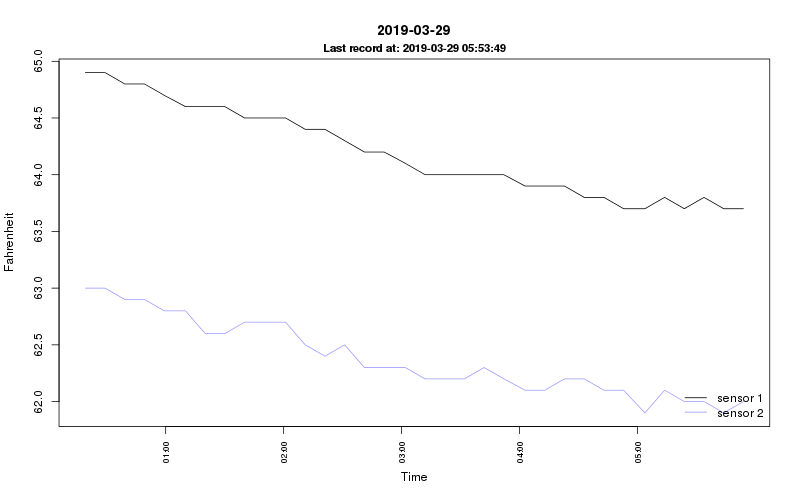 2019-03-29
Last record at: 2019-03-29 05:53:49
65.0
64.5
64.0
63.5
63.0
62.5
62.0
Fahrenheit
sensor 1
sensor 2
01:00 02:00 03:00 04:00 05:00
Time